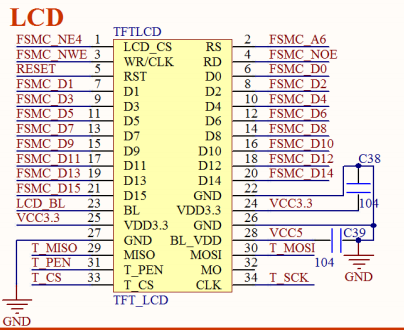 LCD
TFTLCD
FSMC_NE4 1 LCD_CS RS 2 FSMC_A6
FSMC_NWE 3 WR/CLK RD 4 FSMC_NOE
RESET 5 RST D0 6 FSMC_D0
FSMC_D1 7 D1 D2 8 FSMC_D2
FSMC_D3 9 D3 D4 10 FSMC_D4
FSMC_D5 11 D5 D6 12 FSMC_D6
FSMC_D7 13 D7 D8 14 FSMC_D8
FSMC_D9 15 D9 D10 16 FSMC_D10
FSMC_D11 17 D11 D12 18 FSMC_D12
FSMC_D13 19 D13 D14 20 FSMC_D14 C38
FSMC_D15 21 D15 GND 22
LCD_BL 23 BL VDD3.3 24 VCC3.3 104
VCC3.3 25 VDD3.3 GND 26
27 GND BL_VDD 28 VCC5 C39
T_MISO 29 MISO MOSI 30 T_MOSI
T_PEN 31 T_PEN MO 32 104 GND
T_CS 33 T_CS CLK 34 T_SCK
TFT_LCD
GND